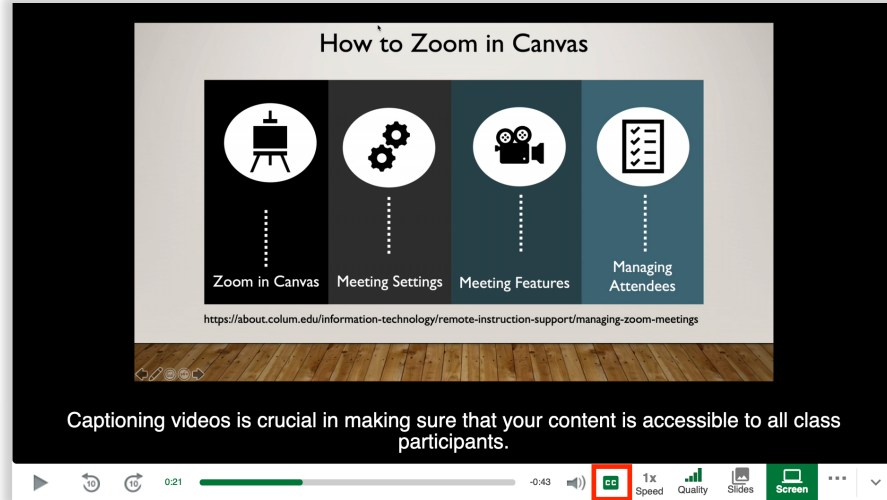 How to Zoom in Canvas
Zoom in Canvas
Meeting Settings
Meeting Features
Managing
Attendees
https://about.colum.edu/information-technology/remote-instruction-support/managing-zoom-meetings
Captioning videos is crucial in making sure that your content is accessible to all class
participants.
10
10
0:21
-0:43
CC
1x
Speed
Quality
Slides
Screen